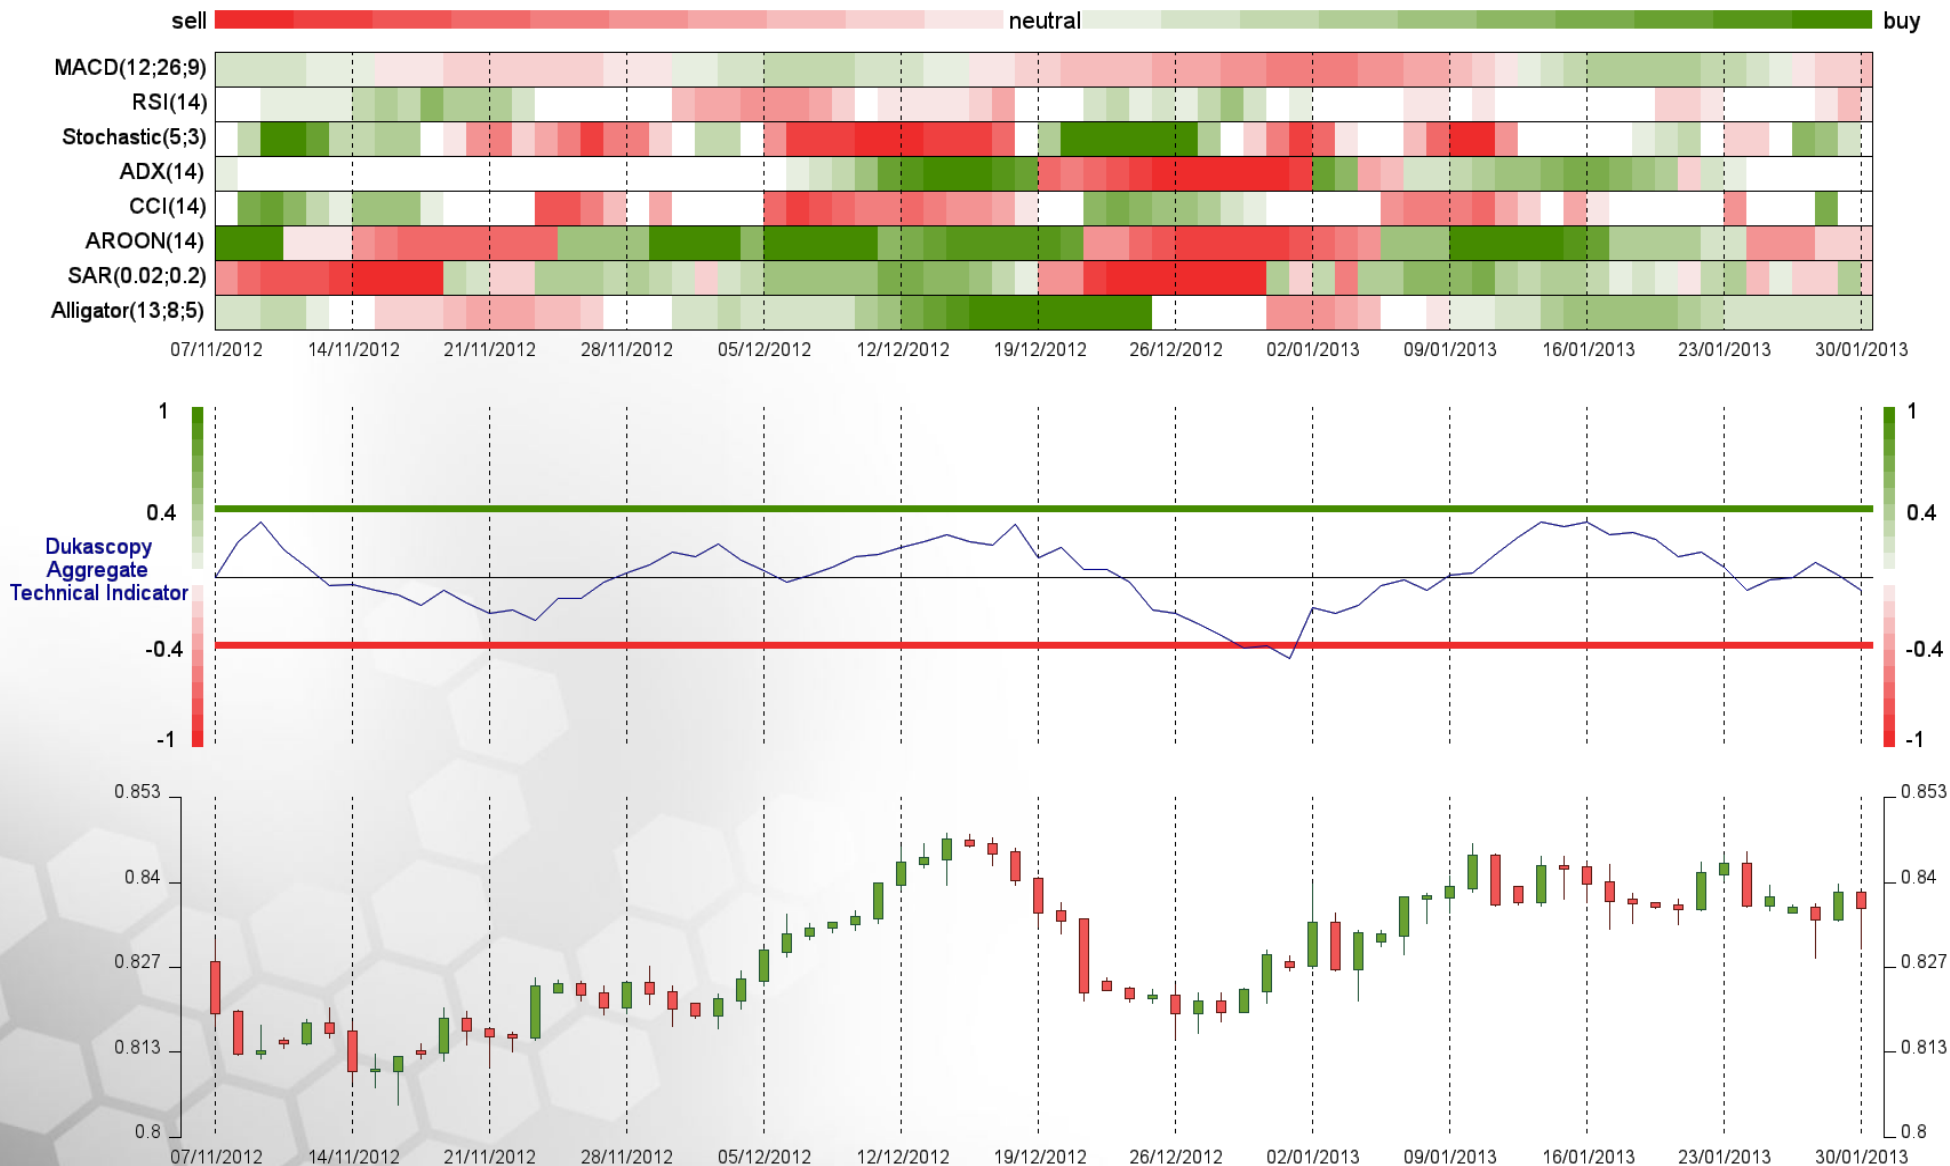 sell neutral buy
MACD(12;26;9)
RSI(14)
Stochastic(5;3)
ADX(14)
CCI(14)
AROON(14)
SAR(0.02;0.2)
Alligator(13;8;5)
07/11/2012 14/11/2012 21/11/2012 28/11/2012 05/12/2012 12/12/2012 19/12/2012 26/12/2012 02/01/2013 09/01/2013 16/01/2013 23/01/2013 30/01/2013
1 1
0.4 0.4
Dukascopy
Aggregate
Technical Indicator
-0.4 -0.4
-1 -1
0.853 0.853
0.84 0.84
0.827 0.827
0.813 0.813
0.8 0.8
07/11/2012 14/11/2012 21/11/2012 28/11/2012 05/12/2012 12/12/2012 19/12/2012 26/12/2012 02/01/2013 09/01/2013 16/01/2013 23/01/2013 30/01/2013